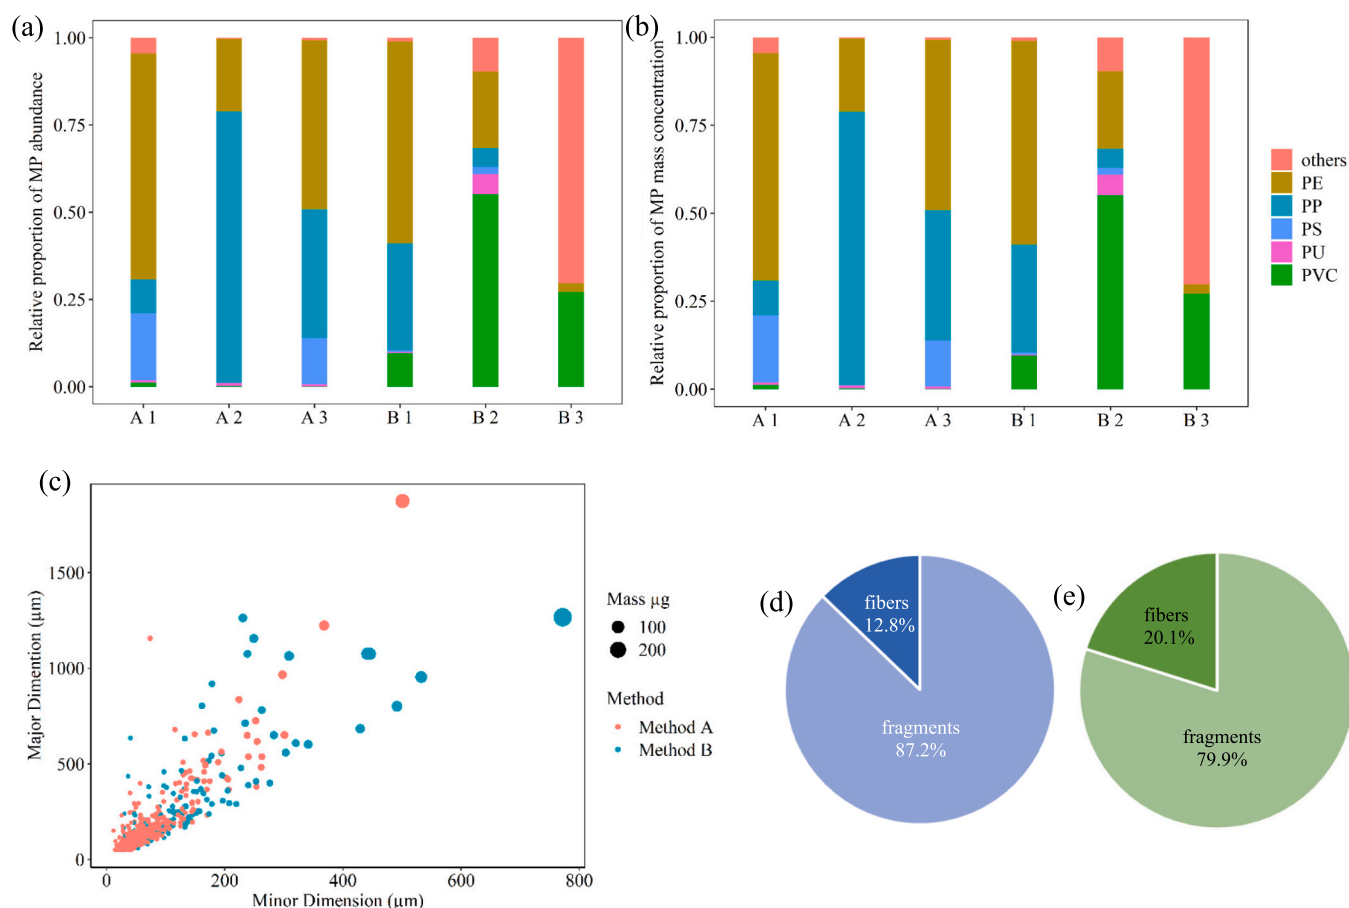 (a)
Relative proportion of MP abundance
1.00
0.75
0.50
0.25
0.00
A 1
A 2
A 3
B 1
B 2
B 3
(b)
Relative proportion of MP mass concentration
1.00
0.75
0.50
0.25
0.00
A 1
A 2
A 3
B 1
B 2
B 3
others
PE
PP
PS
PU
PVC
(c)
Major Dimention (μm)
1500
1000
500
0
0
200
400
600
800
Minor Dimension (μm)
Mass μg
100
200
Method
Method A
Method B
(d)
fibers
12.8%
fragments
87.2%
(e)
fibers
20.1%
fragments
79.9%